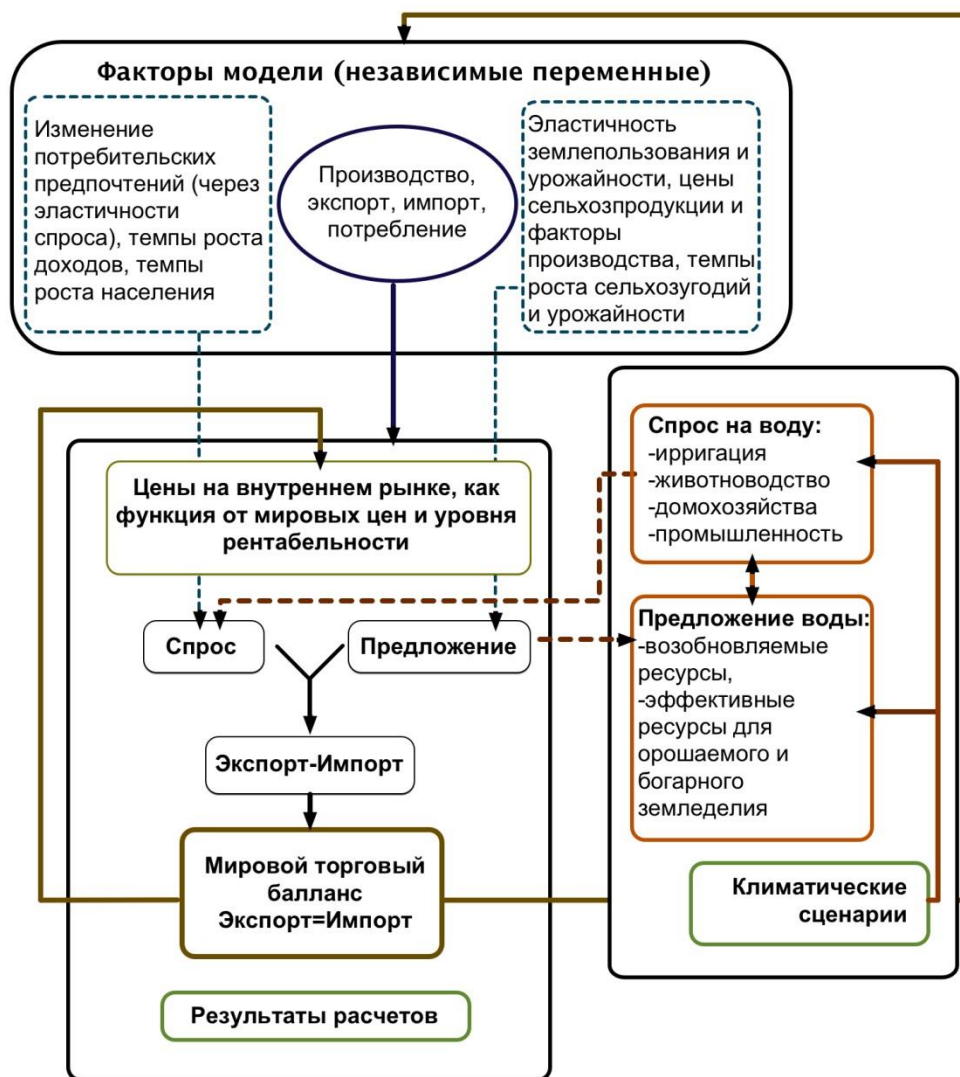 Факторы модели (независимые переменные)
Изменение
потребительских
предпочтений (через
эластичности
спроса), темпы роста
доходов, темпы
роста населения
Производство,
экспорт, импорт,
потребление
Эластичность
землепользования и
урожайности, цены
сельхозпродукции и
факторы
производства, темпы
роста сельхозугодий
и урожайности
Цены на внутреннем рынке, как
функция от мировых цен и уровня
рентабельности
Спрос
Предложение
Экспорт-Импорт
Мировой торговый
балланс
Экспорт=Импорт
Результаты расчетов
Спрос на воду:
-ирригация
-животноводство
-домохозяйства
-промышленность
Предложение воды:
-возобновляемые
ресурсы,
-эффективные
ресурсы для
орошаемого и
богарного
земледелия
Климатические
сценарии